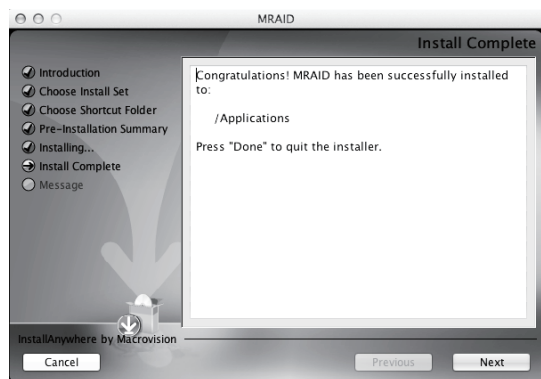 MRAID
Install Complete
Introduction
Choose Install Set
Choose Shortcut Folder
Pre-Installation Summary
Installing...
Install Complete
Message
Congratulations! MRAID has been successfully installed
to:
/Applications
Press "Done" to quit the installer.
InstallAnywhere by Macrovision
Cancel
Previous
Next